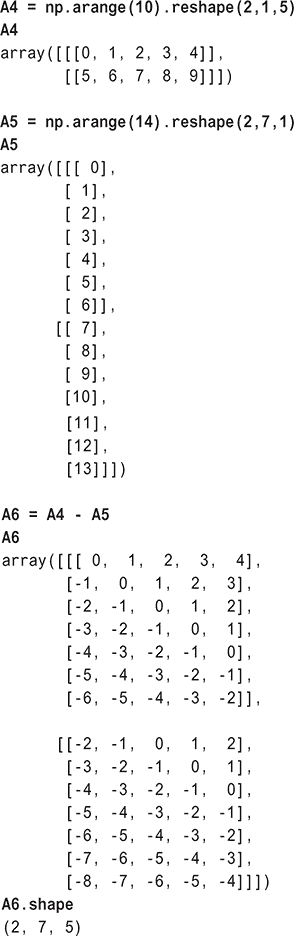 A4 = np.arange(10).reshape(2,1,5)
A4
array([[[0, 1, 2, 3, 4]],
[[5, 6, 7, 8, 9]]])
A5 = np.arange(14).reshape(2,7,1)
A5
array([[[ 0],
[ 1],
[ 2],
[ 3],
[ 4],
[ 5],
[ 6]],
[[ 7],
[ 8],
[ 9],
[10],
[11],
[12],
[13]]])
A6 = A4 - A5
A6
array([[[ 0, 1, 2, 3, 4],
[-1, 0, 1, 2, 3],
[-2, -1, 0, 1, 2],
[-3, -2, -1, 0, 1],
[-4, -3, -2, -1, 0],
[-5, -4, -3, -2, -1],
[-6, -5, -4, -3, -2]],
[[-2, -1, 0, 1, 2],
[-3, -2, -1, 0, 1],
[-4, -3, -2, -1, 0],
[-5, -4, -3, -2, -1],
[-6, -5, -4, -3, -2],
[-7, -6, -5, -4, -3],
[-8, -7, -6, -5, -4]]])
A6.shape
(2, 7, 5)